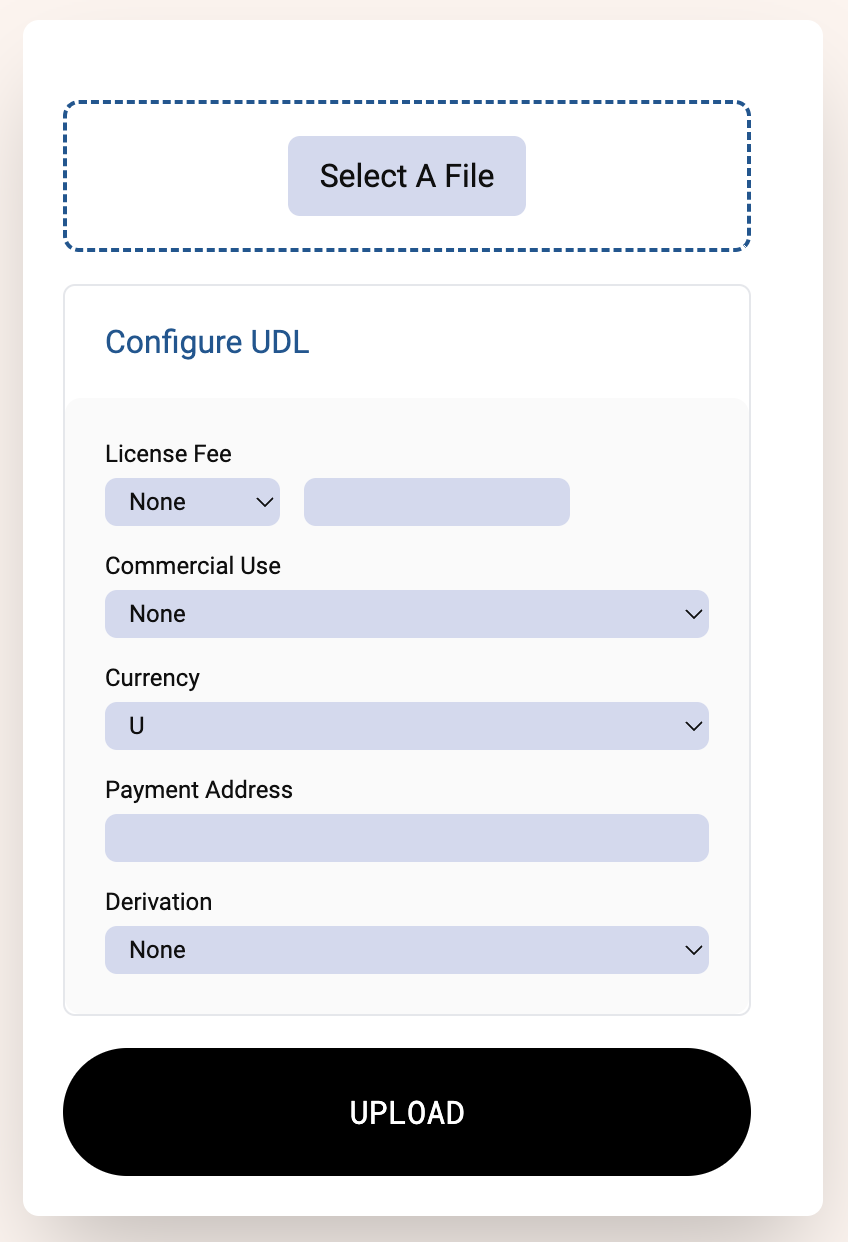 Select A File
Configure UDL
License Fee
None
Commercial Use
None
Currency
U
Payment Address
Derivation
None
UPLOAD